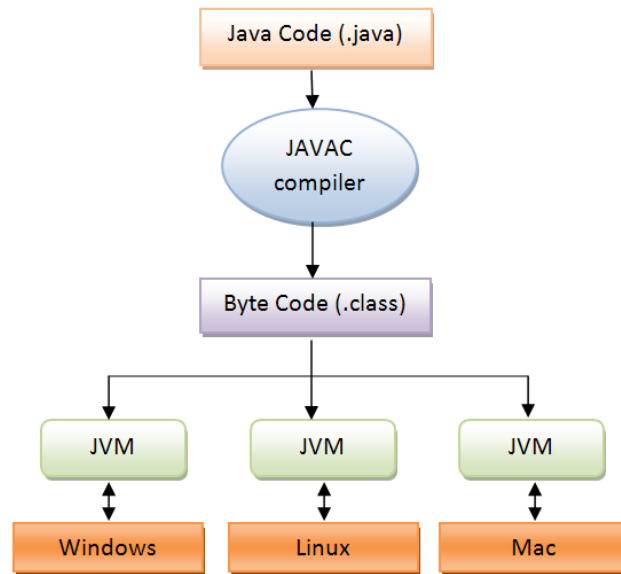 Java Code (.java)
JAVAC
compiler
Byte Code (.class)
JVM
JVM
JVM
Windows
Linux
Mac